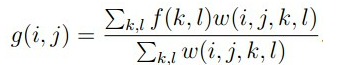 g(i, j) = \frac{\sum_{k,l} f(k, l)w(i, j, k, l)}{\sum_{k,l} w(i, j, k, l)}.